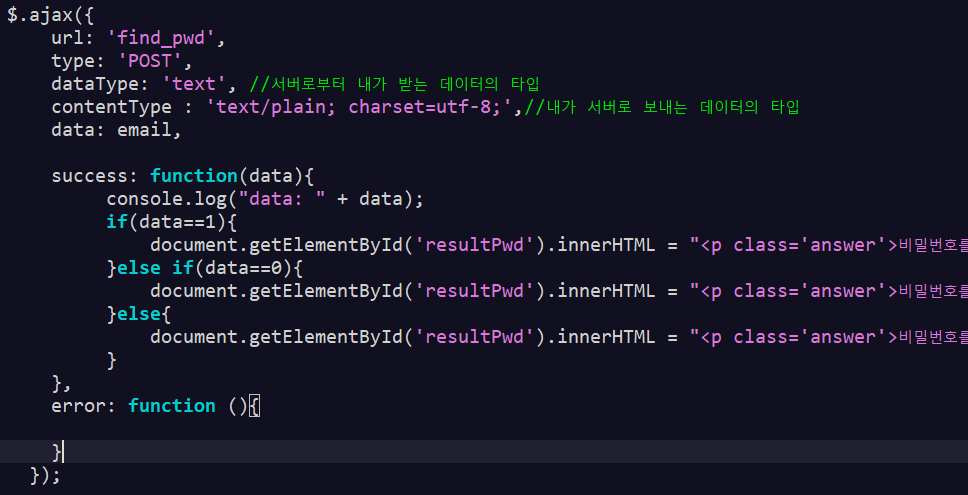 $.ajax({
url: 'find_pwd',
type: 'POST',
dataType: 'text', //서버로부터 내가 받는 데이터의 타입
contentType : 'text/plain; charset=utf-8;',//내가 서버로 보내는 데이터의 타입
data: email,
success: function(data){
console.log("data: " + data);
if(data==1){
document.getElementById('resultPwd').innerHTML = "<p class='answer'>비밀번호를
}else if(data==0){
document.getElementById('resultPwd').innerHTML = "<p class='answer'>비밀번호를
}else{
document.getElementById('resultPwd').innerHTML = "<p class='answer'>비밀번호를
}
},
error: function (){
}
});